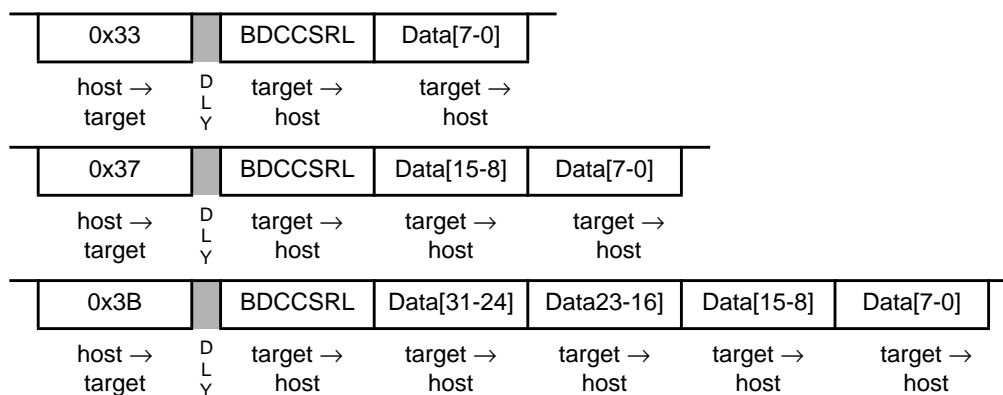 0x33 BDCCSRL Data[7-0]
host → D target → target →
target L host host
Y
0x37 BDCCSRL Data[15-8] Data[7-0]
host → D target → target → target →
target L host host host
Y
0x3B BDCCSRL Data[31-24] Data23-16] Data[15-8] Data[7-0]
host → D target → target → target → target → target →
target L host host host host host
Y